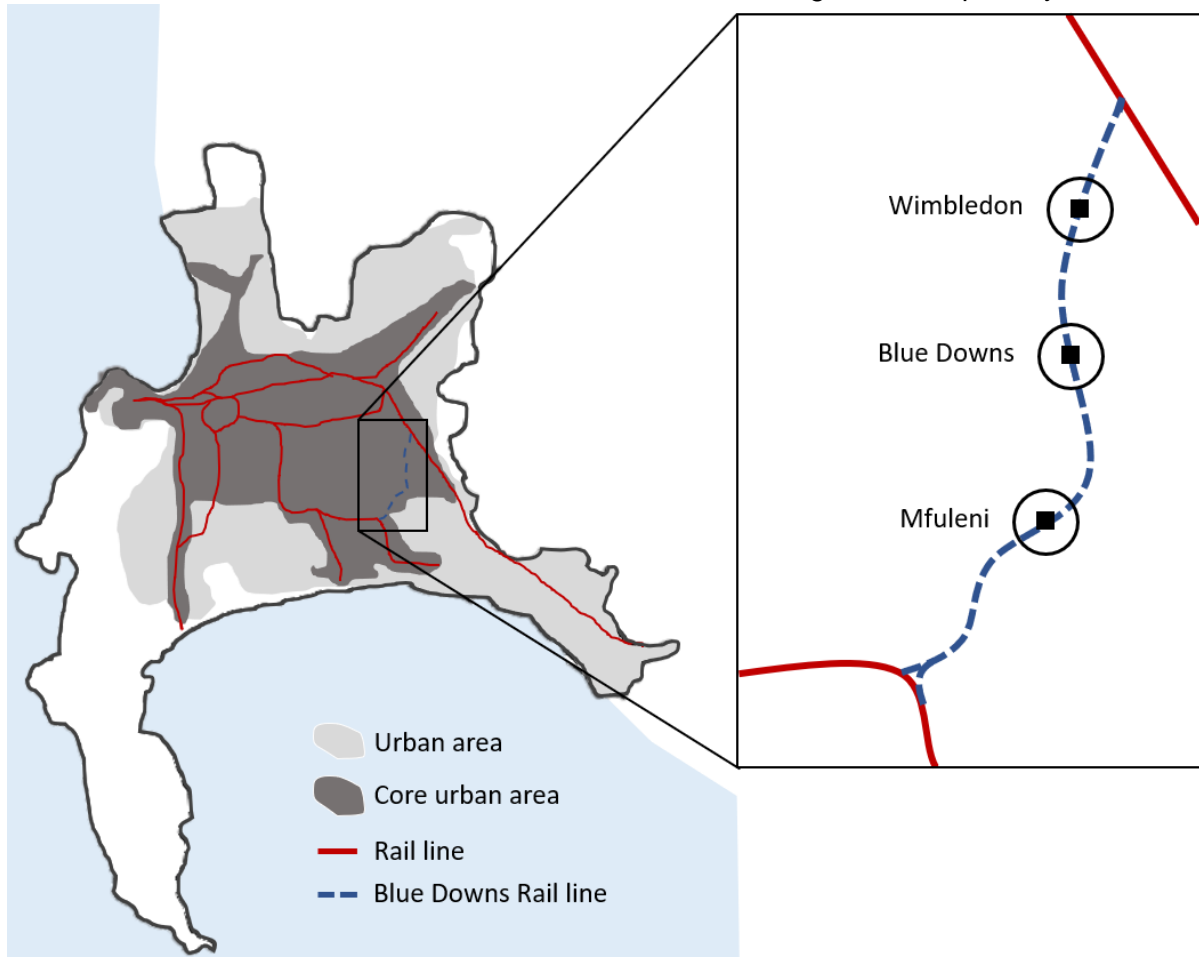 Wimbledon
Blue Downs
Mfuleni
Urban area
Core urban area
Rail line
Blue Downs Rail line